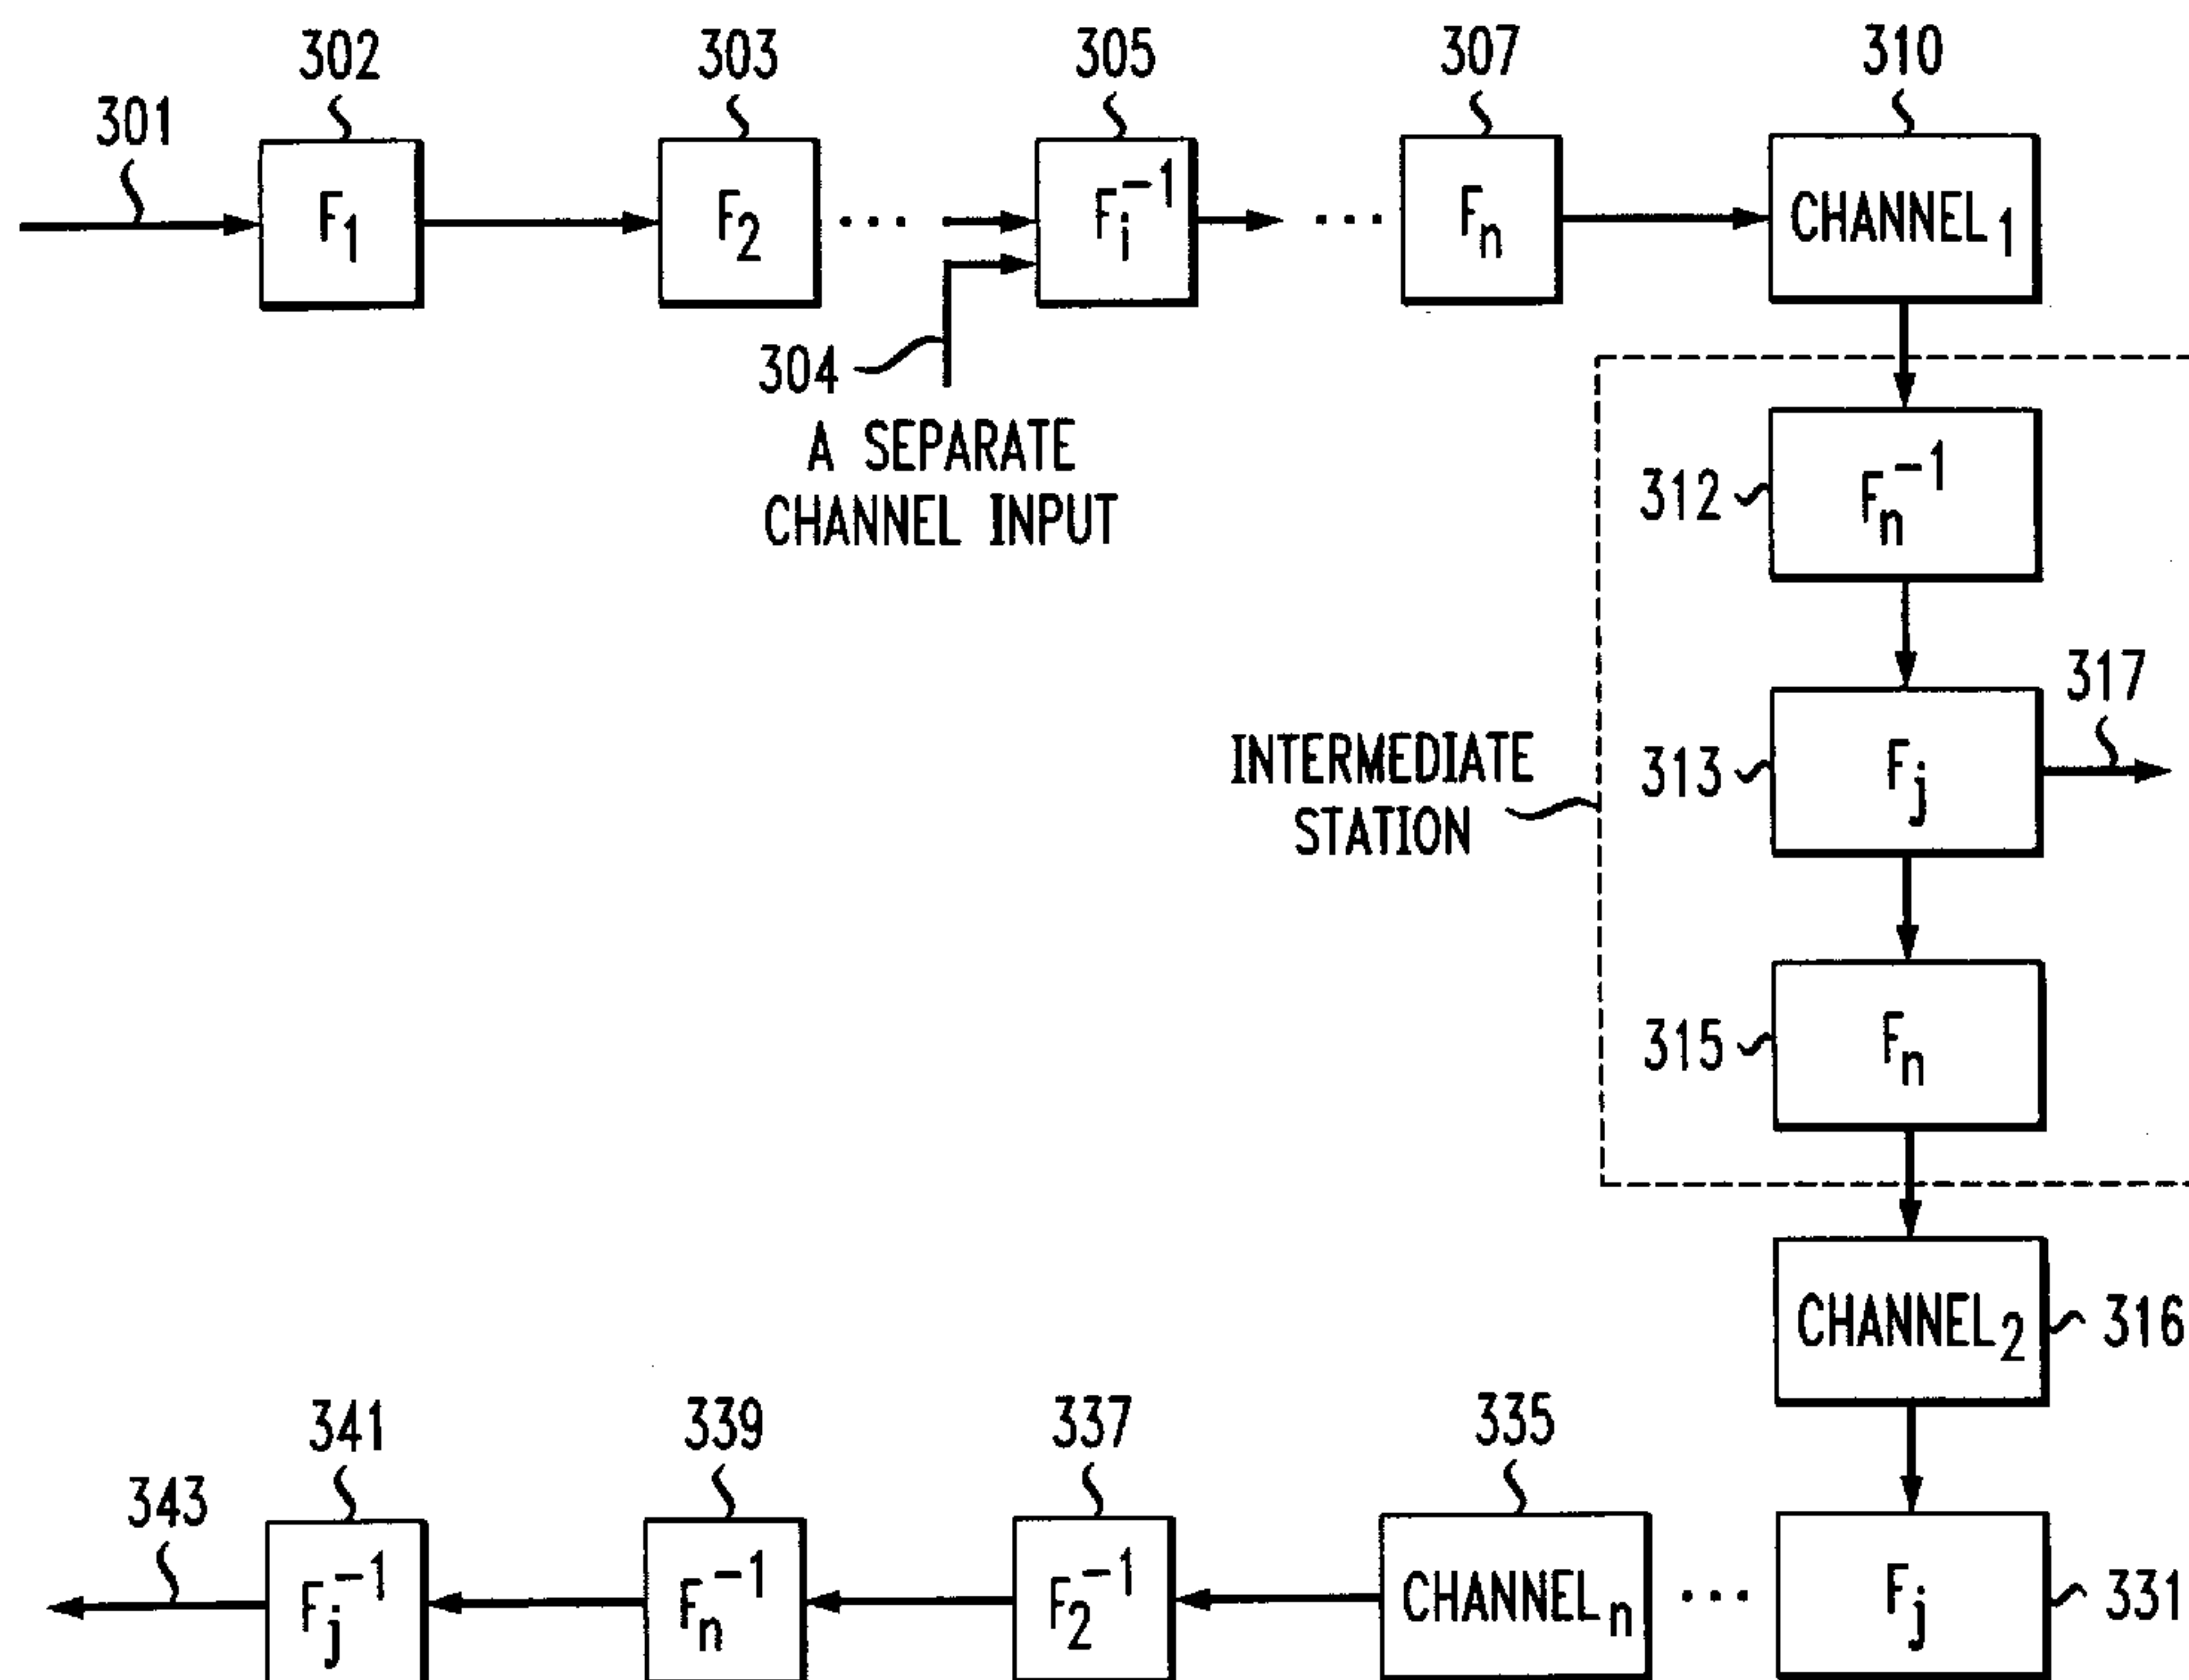 302
303
305
307
310
301
F1
F2
...
Fi-1
...
Fn
CHANNEL1
304
A SEPARATE
CHANNEL INPUT
312
Fn-1
317
INTERMEDIATE
STATION
313
Fj
315
Fn
CHANNEL2
316
341
339
337
335
343
Fj-1
Fn-1
F2-1
CHANNELn
...
Fj
331